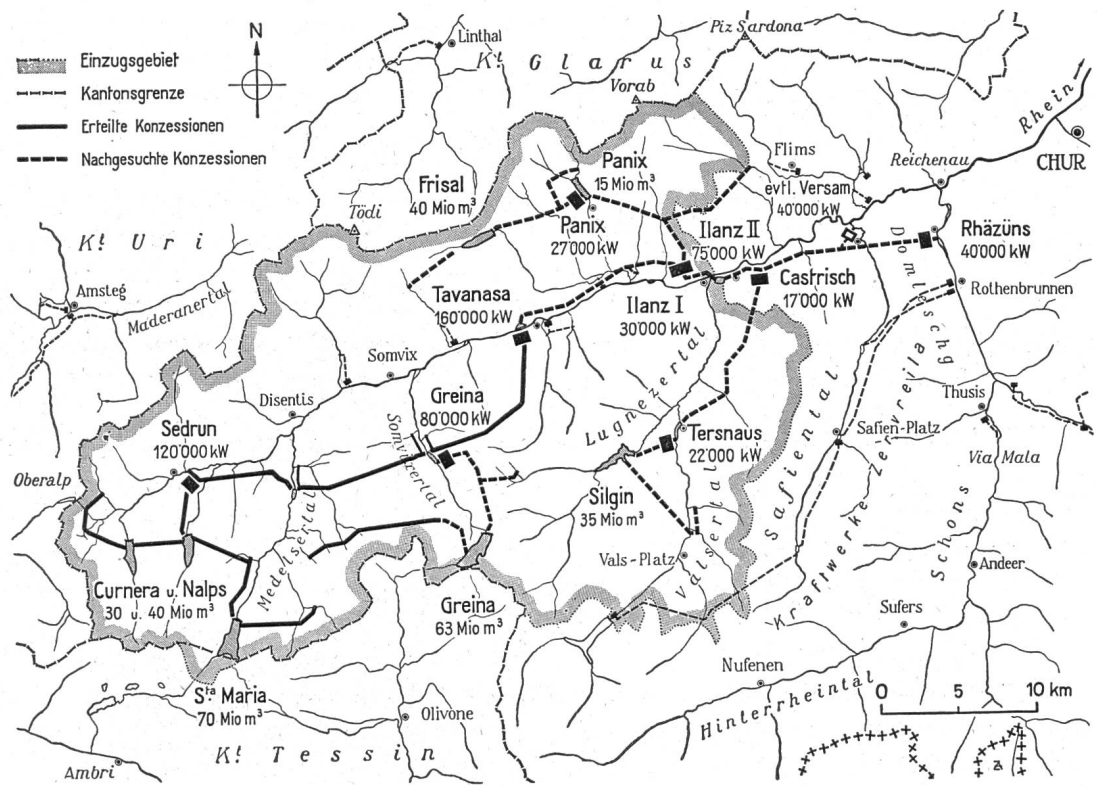 Einzugsgebiet
Kantonsgrenze
Erteilte Konzessionen
Nachgesuchte Konzessionen
N
Linthal
Kt. Glarus
Piz Sardona
Vorab
Rhein
CHUR
Flims
Reichenau
Panix
15 Mio m³
Frisal
40 Mio m³
evtl. Versam
40'000 kW
Tödi
Kt. Uri
Panix
27'000 kW
Ilanz II
75'000 kW
Rhäzüns
40'000 kW
Domleschg
Castrisch
17'000 kW
Rothenbrunnen
Amsteg
Maderanertal
Tavanasa
160'000 kW
Ilanz I
30'000 kW
Somvix
Disentis
Greina
80'000 kW
Somvixertal
Lugnezertal
Thusis
Sedrun
120'000 kW
Safien-Platz
Tersnaus
22'000 kW
Via Mala
Oberalp
Silgin
35 Mio m³
Safiental
Kraftwerke Zervreila
Schons
Medelsertal
Vals-Platz
Valsertal
Andeer
Curnera u. Nalps
30 u. 40 Mio m³
Greina
63 Mio m³
Sufers
Nufenen
Hinterrheintal
0 5 10 km
Sta Maria
70 Mio m³
Olivone
Kt. Tessin
Ambri